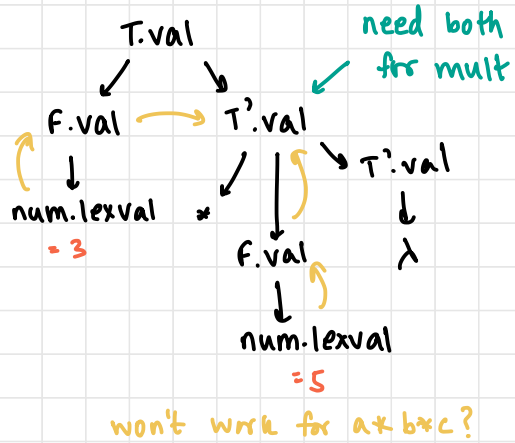 T.val
need both
for mult
F.val
T'.val
T'.val
num.lexval
*
= 3
F.val
λ
num.lexval
= 5
won't work for a*b*c?